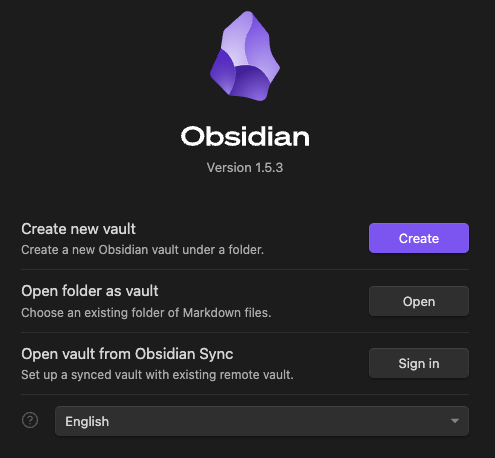 Obsidian
Version 1.5.3
Create new vault
Create a new Obsidian vault under a folder.
Create
Open folder as vault
Choose an existing folder of Markdown files.
Open
Open vault from Obsidian Sync
Set up a synced vault with existing remote vault.
Sign in
?
English